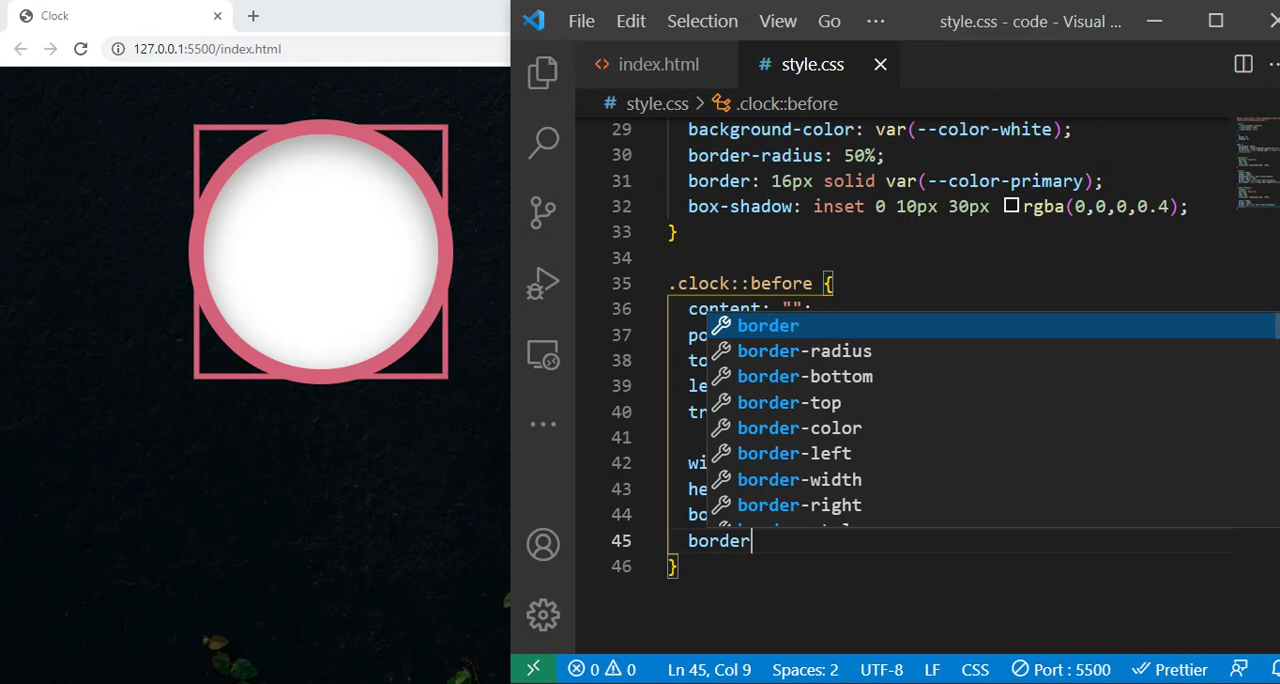 Clock
127.0.0.1:5500/index.html
File Edit Selection View Go ··· style.css - code - Visual ...
index.html # style.css
# style.css > .clock::before
29 background-color: var(--color-white);
30 border-radius: 50%;
31 border: 16px solid var(--color-primary);
32 box-shadow: inset 0 10px 30px rgba(0,0,0,0.4);
33 }
34
35 .clock::before {
36 content: "";
37 po
38 to
39 le
40 tr
41
42 wi
43 he
44 bo
45 border
46 }
border
border-radius
border-bottom
border-top
border-color
border-left
border-width
border-right
0 0 Ln 45, Col 9 Spaces: 2 UTF-8 LF CSS Port : 5500 Prettier